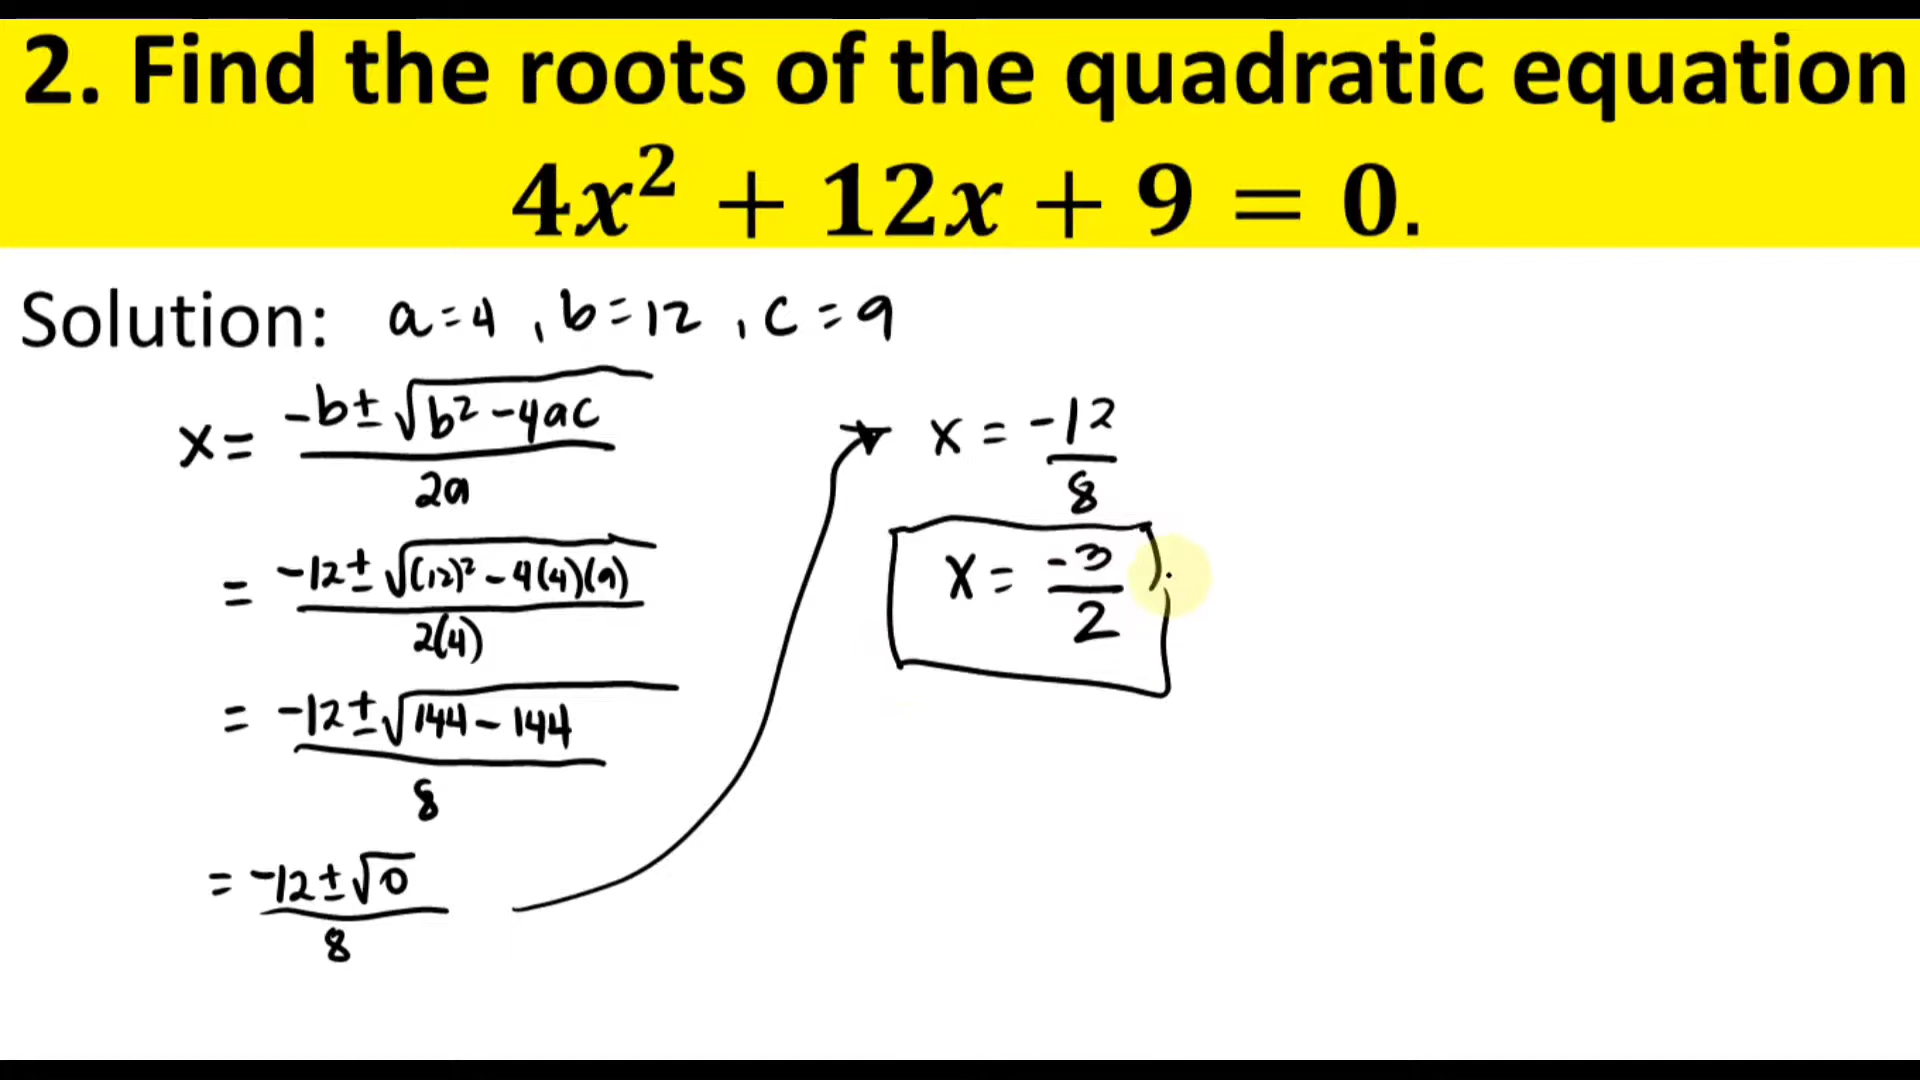 2. Find the roots of the quadratic equation
4x² + 12x + 9 = 0.
Solution: a=4, b=12, c=9
x = (-b±√(b²-4ac))/(2a)
= (-12±√((12)²-4(4)(9)))/(2(4))
= (-12±√(144-144))/8
= (-12±√0)/8
x = -12/8
x = -3/2